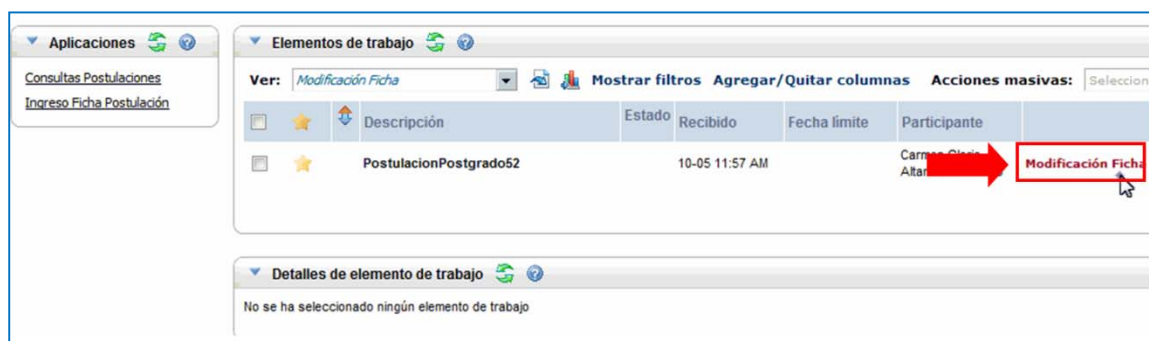 Aplicaciones
Consultas Postulaciones
Ingreso Ficha Postulación
Elementos de trabajo
Ver: Modificación Ficha Mostrar filtros Agregar/Quitar columnas Acciones masivas: Seleccion
Descripción Estado Recibido Fecha límite Participante
PostulacionPostgrado52 10-05 11:57 AM Modificación Ficha
Detalles de elemento de trabajo
No se ha seleccionado ningún elemento de trabajo